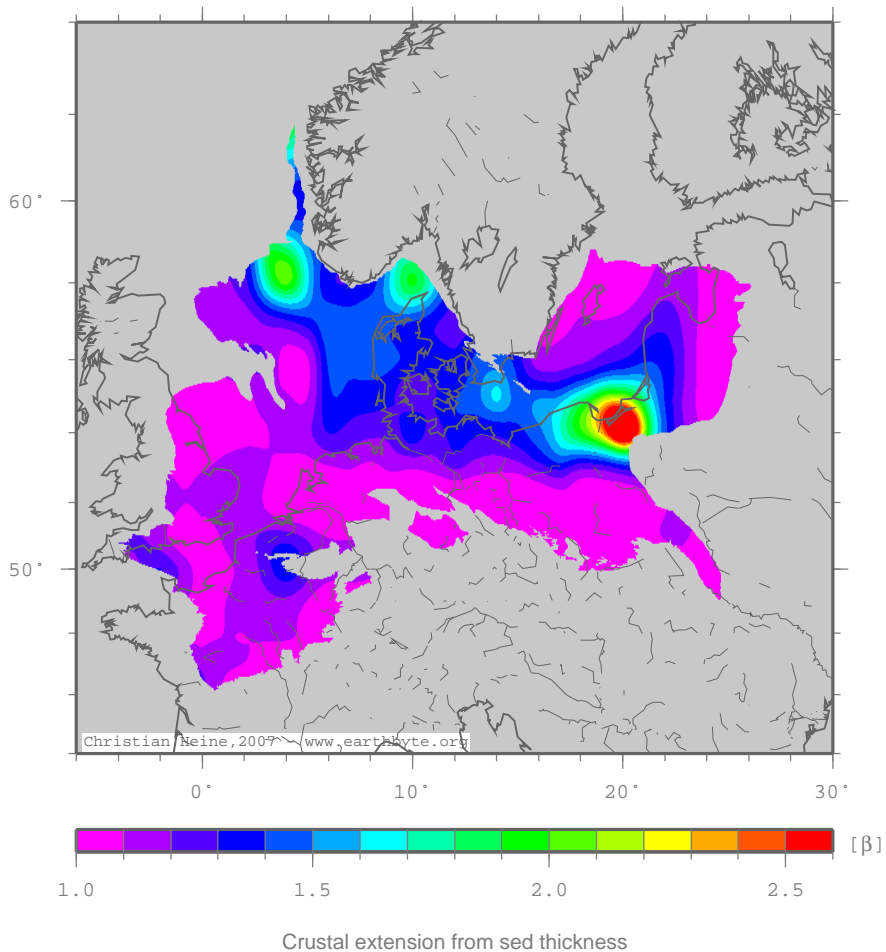 60°
50°
Christian Heine,2007 www.earthbyte.org
0° 10° 20° 30°
[β]
1.0 1.5 2.0 2.5
Crustal extension from sed thickness